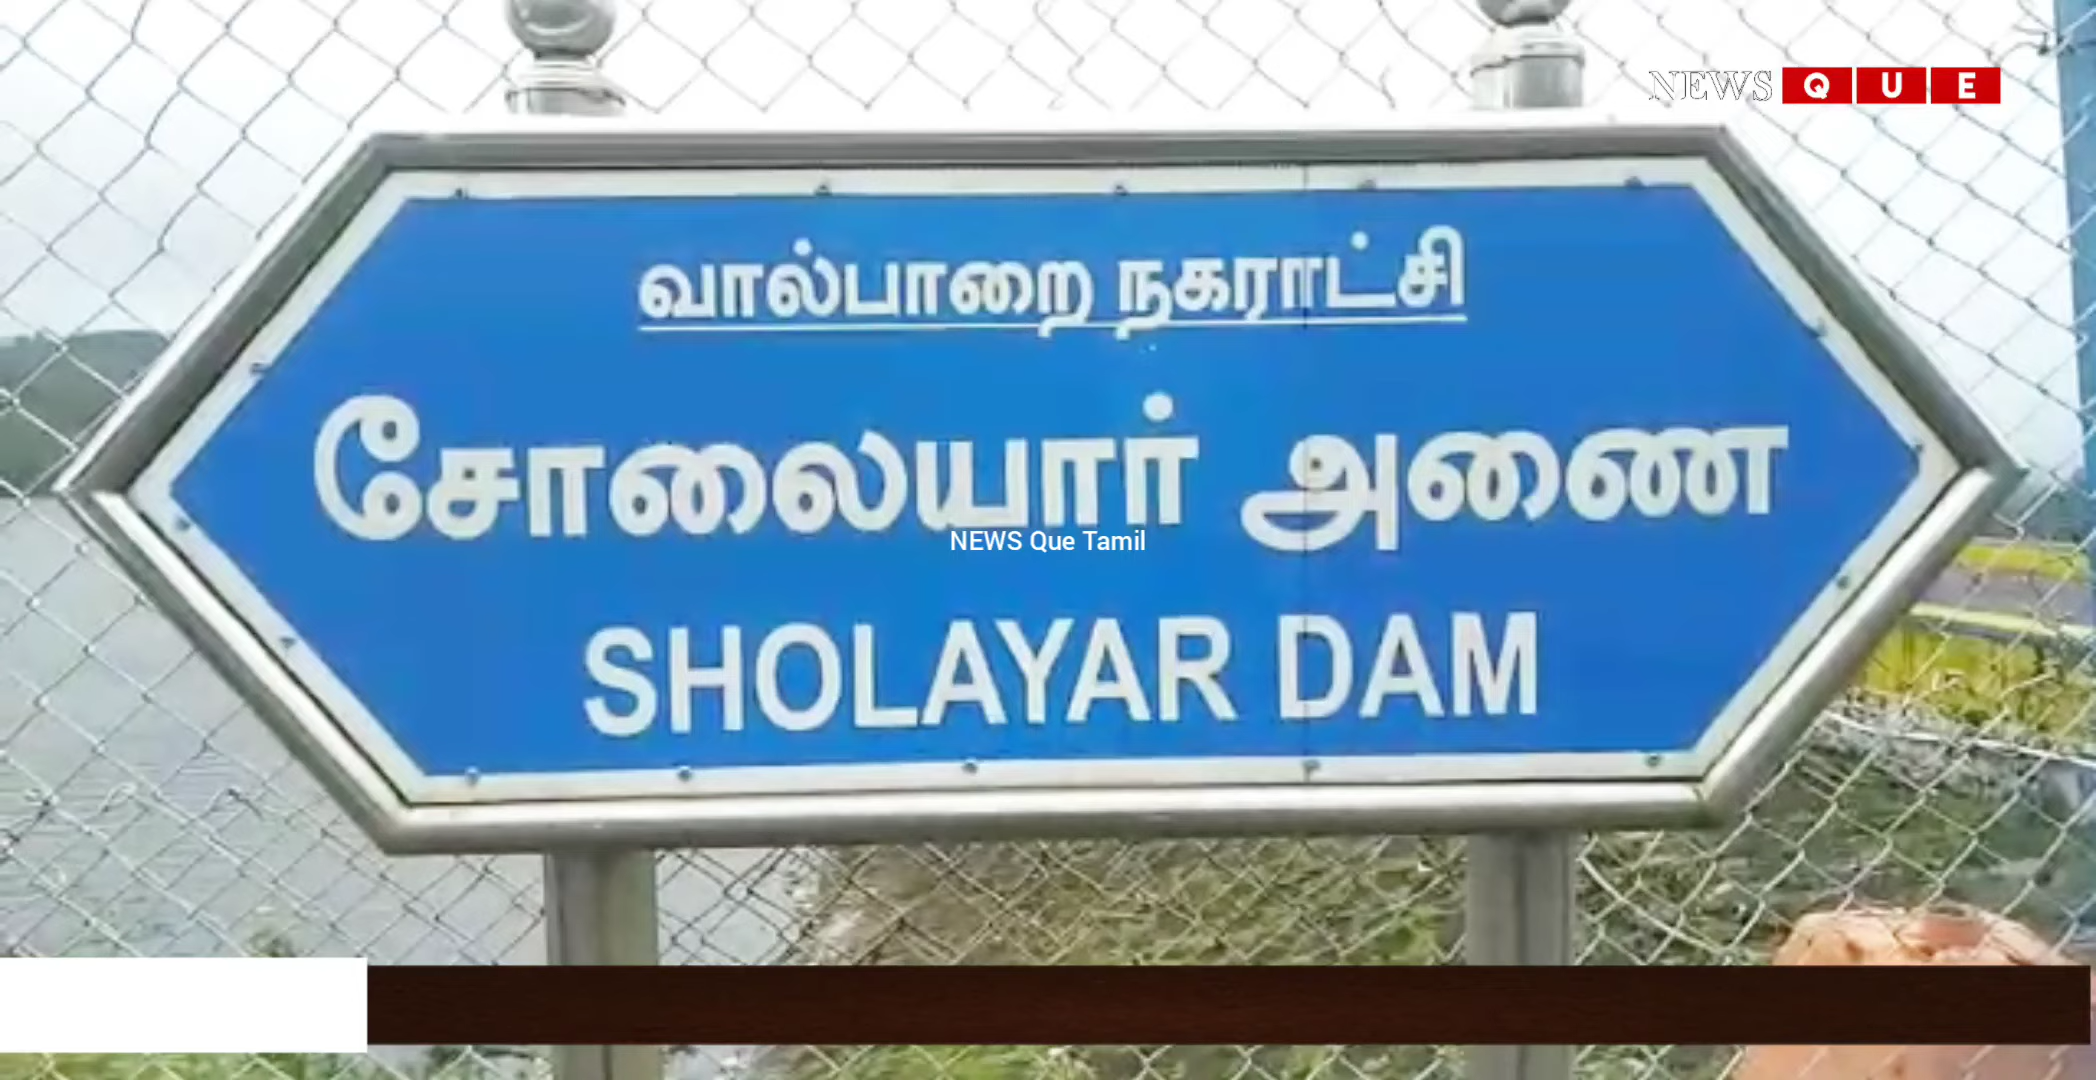 NEWS QUE
வால்பாறை நகராட்சி
சோலையார் அணை
NEWS Que Tamil
SHOLAYAR DAM